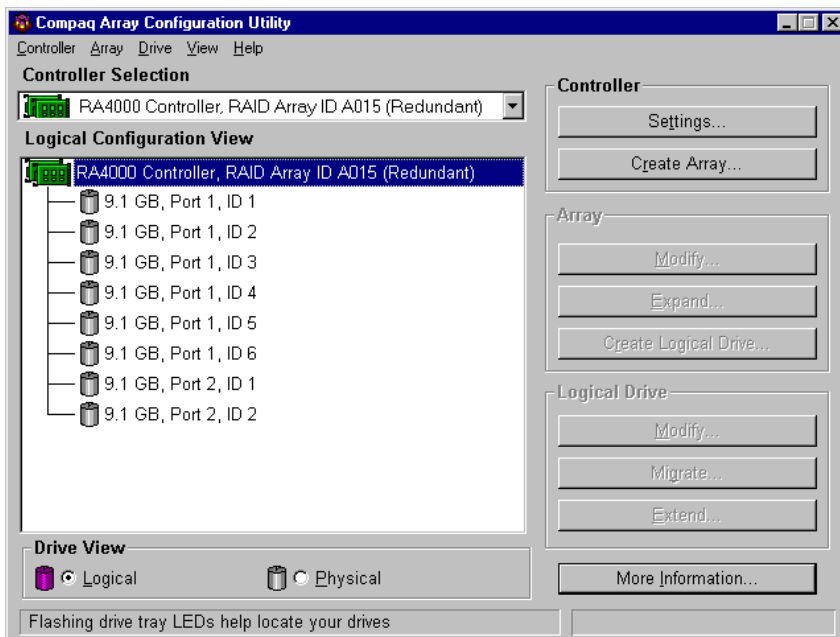 Compaq Array Configuration Utility
Controller Array Drive View Help
Controller Selection
RA4000 Controller, RAID Array ID A015 (Redundant)
Logical Configuration View
RA4000 Controller, RAID Array ID A015 (Redundant)
9.1 GB, Port 1, ID 1
9.1 GB, Port 1, ID 2
9.1 GB, Port 1, ID 3
9.1 GB, Port 1, ID 4
9.1 GB, Port 1, ID 5
9.1 GB, Port 1, ID 6
9.1 GB, Port 2, ID 1
9.1 GB, Port 2, ID 2
Drive View
Logical
Physical
Controller
Settings...
Create Array...
Array
Modify...
Expand...
Create Logical Drive...
Logical Drive
Modify...
Migrate...
Extend...
More Information...
Flashing drive tray LEDs help locate your drives